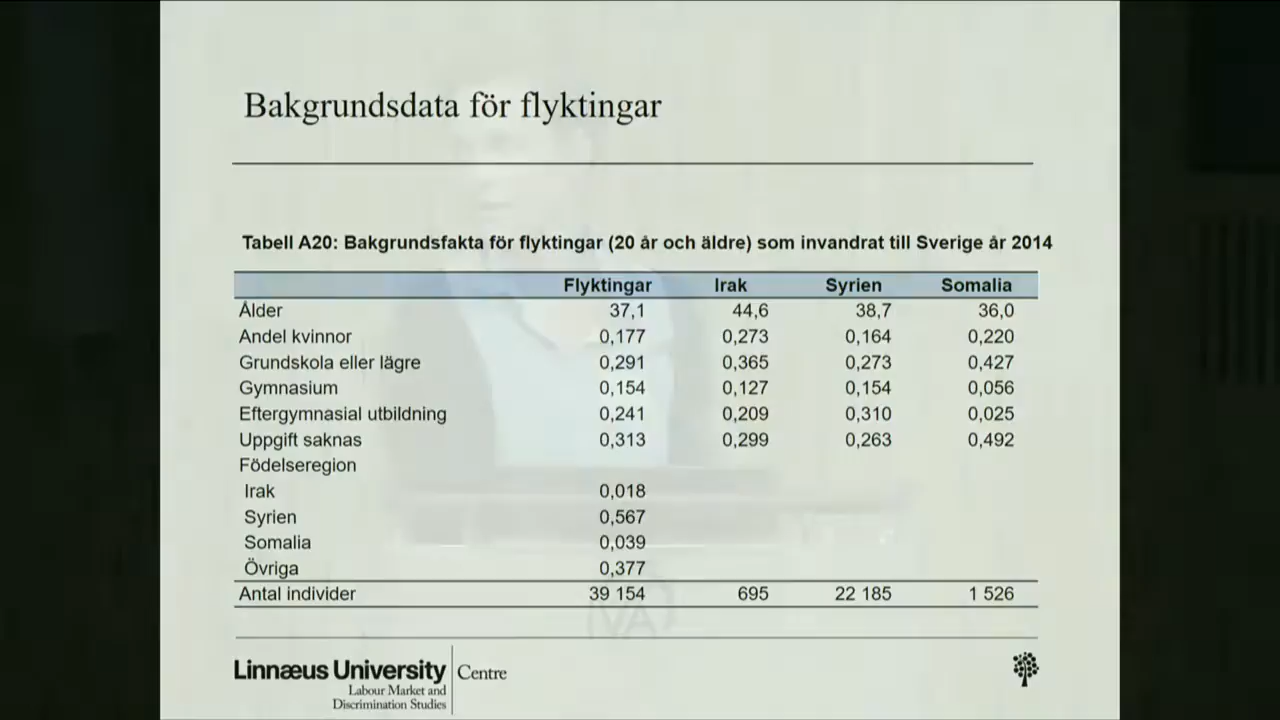 Bakgrundsdata för flyktingar
Tabell A20: Bakgrundsfakta för flyktingar (20 år och äldre) som invandrat till Sverige år 2014
Flyktingar Irak Syrien Somalia
Ålder 37,1 44,6 38,7 36,0
Andel kvinnor 0,177 0,273 0,164 0,220
Grundskola eller lägre 0,291 0,365 0,273 0,427
Gymnasium 0,154 0,127 0,154 0,056
Eftergymnasial utbildning 0,241 0,209 0,310 0,025
Uppgift saknas 0,313 0,299 0,263 0,492
Födelseregion
Irak 0,018
Syrien 0,567
Somalia 0,039
Övriga 0,377
Antal individer 39 154 695 22 185 1 526
VA
Linnæus University Centre
Labour Market and
Discrimination Studies